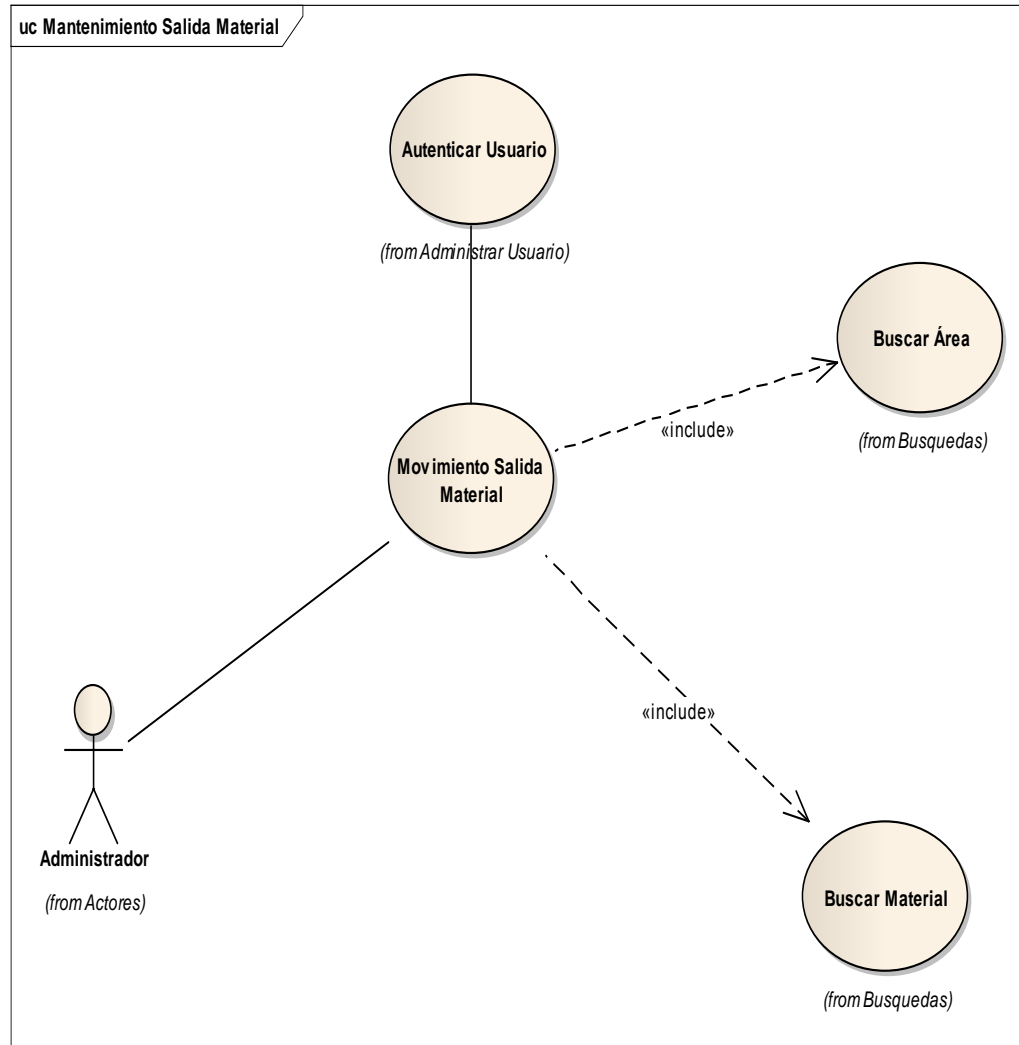 uc Mantenimiento Salida Material
Autenticar Usuario
(from Administrar Usuario)
Buscar Área
(from Busquedas)
«include»
Movimiento Salida
Material
«include»
Administrador
(from Actores)
Buscar Material
(from Busquedas)